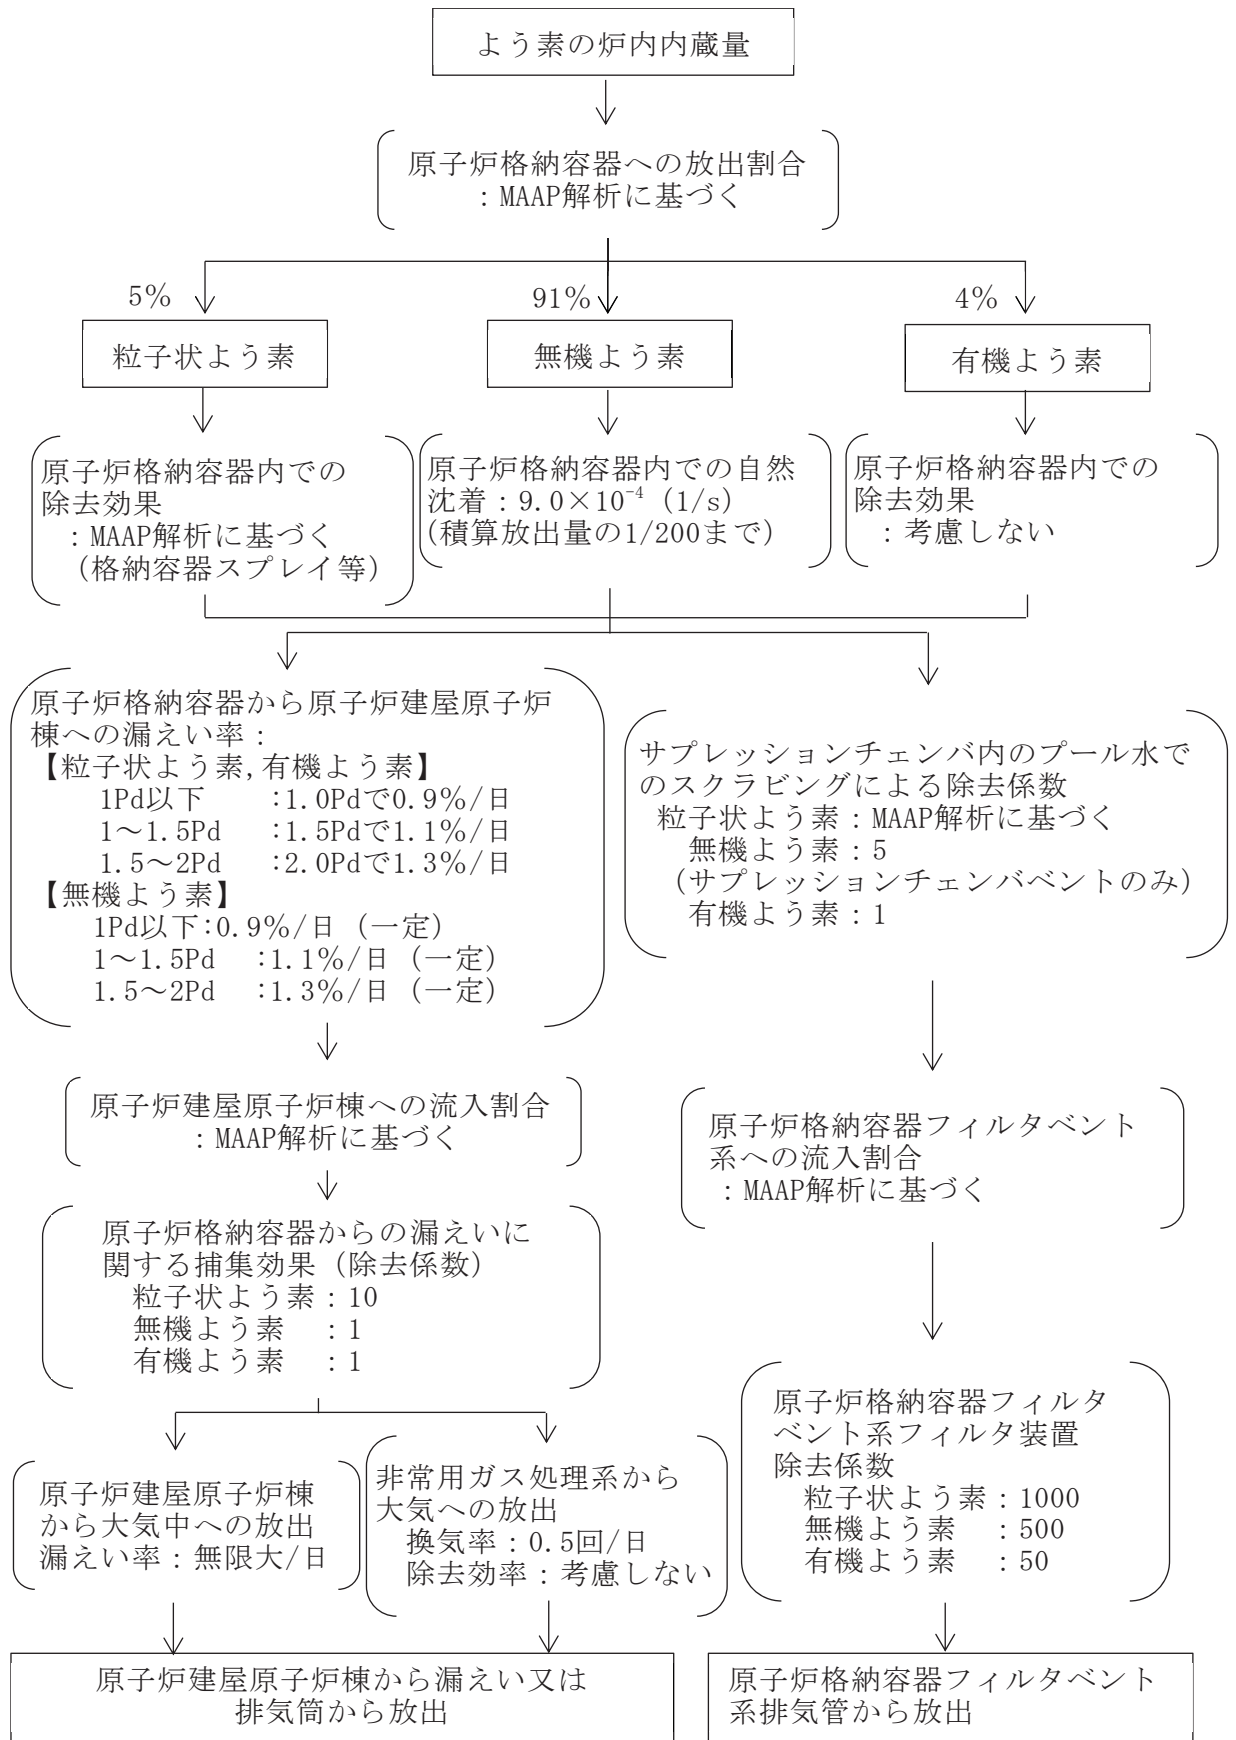 よう素の炉内内蔵量
原子炉格納容器への放出割合
：MAAP解析に基づく
5%
91%
4%
粒子状よう素
無機よう素
有機よう素
原子炉格納容器内での
除去効果
：MAAP解析に基づく
（格納容器スプレイ等）
原子炉格納容器内での自然
沈着：9.0×10⁻⁴（1/s）
(積算放出量の1/200まで）
原子炉格納容器内での
除去効果
：考慮しない
原子炉格納容器から原子炉建屋原子炉
棟への漏えい率：
【粒子状よう素,有機よう素】
1Pd以下　　:1.0Pdで0.9%/日
1～1.5Pd　　:1.5Pdで1.1%/日
1.5～2Pd　　:2.0Pdで1.3%/日
【無機よう素】
1Pd以下:0.9%/日（一定）
1～1.5Pd　:1.1%/日（一定）
1.5～2Pd　:1.3%/日（一定）
サプレッションチェンバ内のプール水で
のスクラビングによる除去係数
粒子状よう素：MAAP解析に基づく
無機よう素：5
（サプレッションチェンバベントのみ）
有機よう素：1
原子炉建屋原子炉棟への流入割合
：MAAP解析に基づく
原子炉格納容器フィルタベント
系への流入割合
：MAAP解析に基づく
原子炉格納容器からの漏えいに
関する捕集効果（除去係数）
粒子状よう素：10
無機よう素　：1
有機よう素　：1
原子炉格納容器フィルタ
ベント系フィルタ装置
除去係数
粒子状よう素：1000
無機よう素　：500
有機よう素　：50
原子炉建屋原子炉棟
から大気中への放出
漏えい率：無限大/日
非常用ガス処理系から
大気への放出
換気率：0.5回/日
除去効率：考慮しない
原子炉建屋原子炉棟から漏えい又は
排気筒から放出
原子炉格納容器フィルタベント
系排気管から放出